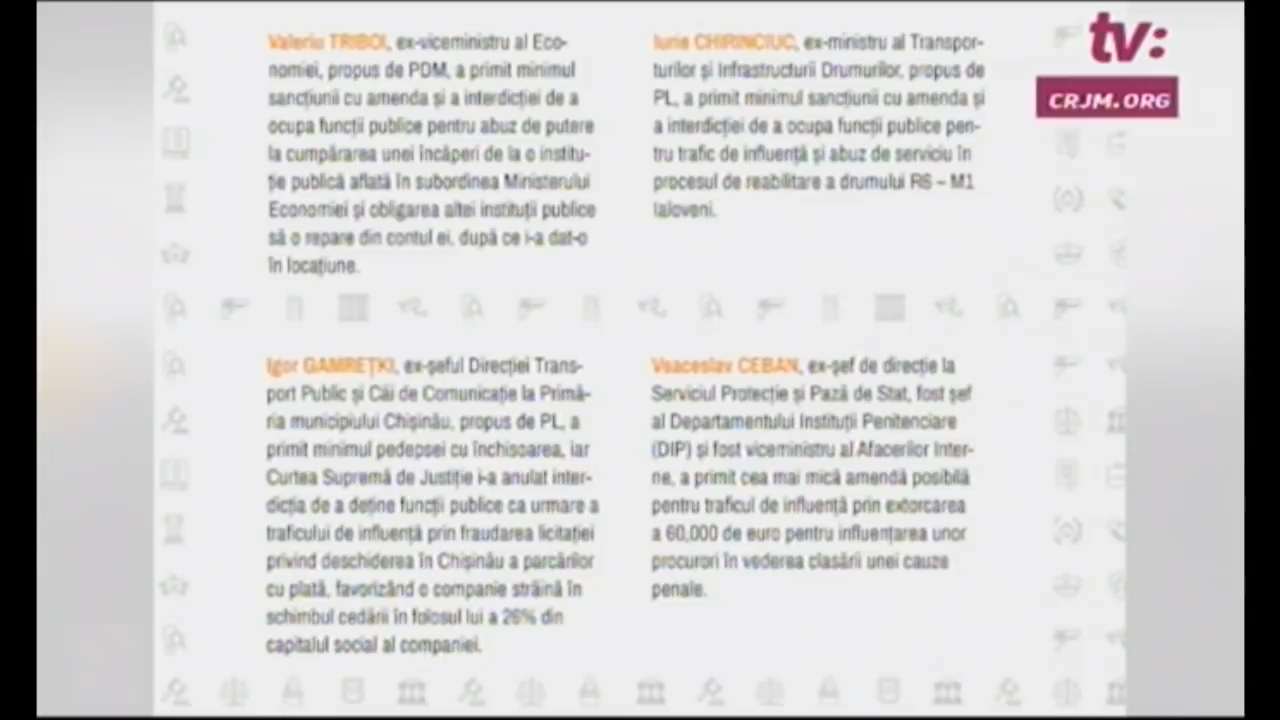 Valeriu TRIBOI, ex-viceministru al Eco-
nomiei, propus de PDM, a primit minimul
sancțiunii cu amenda și a interdicției de a
ocupa funcții publice pentru abuz de putere
la cumpărarea unei încăperi de la o institu-
ție publică aflată în subordinea Ministerului
Economiei și obligarea altei instituții publice
să o repare din contul ei, după ce i-a dat-o
în locațiune.
Iurie CHIRINCIUC, ex-ministru al Transpor-
turilor și Infrastructurii Drumurilor, propus de
PL, a primit minimul sancțiunii cu amenda și
a interdicției de a ocupa funcții publice pen-
tru trafic de influență și abuz de serviciu în
procesul de reabilitare a drumului R6 – M1
Ialoveni.
Igor GAMREȚKI, ex-șeful Direcției Trans-
port Public și Căi de Comunicație la Primă-
ria municipiului Chișinău, propus de PL, a
primit minimul pedepsei cu închisoarea, iar
Curtea Supremă de Justiție i-a anulat inter-
dicția de a deține funcții publice ca urmare a
traficului de influență prin fraudarea licitației
privind deschiderea în Chișinău a parcărilor
cu plată, favorizând o companie străină în
schimbul cedării în folosul lui a 26% din
capitalul social al companiei.
Veaceslav CEBAN, ex-șef de direcție la
Serviciul Protecție și Pază de Stat, fost șef
al Departamentului Instituții Penitenciare
(DIP) și fost viceministru al Afacerilor Inter-
ne, a primit cea mai mică amendă posibilă
pentru traficul de influență prin extorcarea
a 60,000 de euro pentru influențarea unor
procurori în vederea clasării unei cauze
penale.
tv:
CRJM.ORG